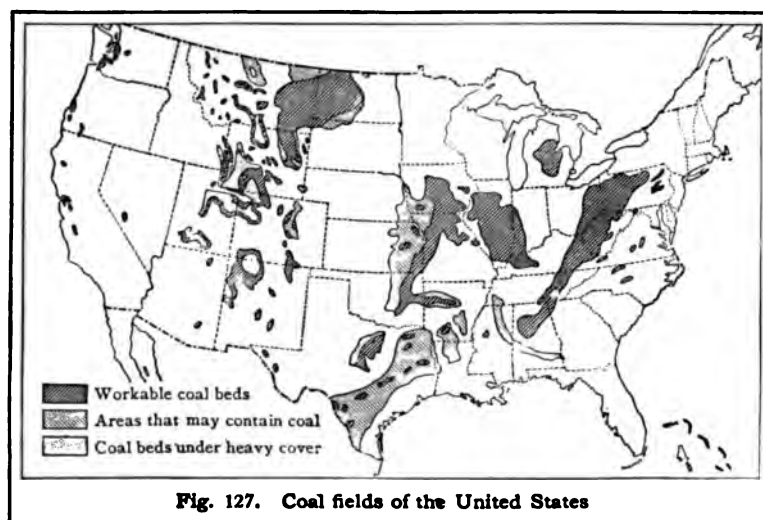 Workable coal beds
Areas that may contain coal
Coal beds under heavy cover
Fig. 127. Coal fields of the United States